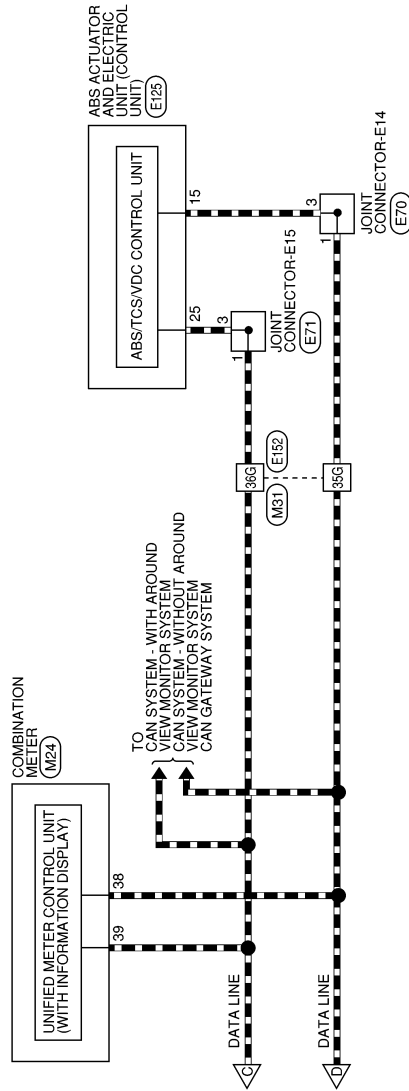 COMBINATION
METER
M24
UNIFIED METER CONTROL UNIT
(WITH INFORMATION DISPLAY)
39
38
TO
CAN SYSTEM - WITH AROUND
VIEW MONITOR SYSTEM
CAN SYSTEM - WITHOUT AROUND
VIEW MONITOR SYSTEM
CAN GATEWAY SYSTEM
ABS ACTUATOR
AND ELECTRIC
UNIT (CONTROL
UNIT)
E125
ABS/TCS/VDC CONTROL UNIT
25
15
3
1
JOINT
CONNECTOR-E15
E71
3
1
JOINT
CONNECTOR-E14
E70
36G
M31
E152
35G
C
DATA LINE
D
DATA LINE